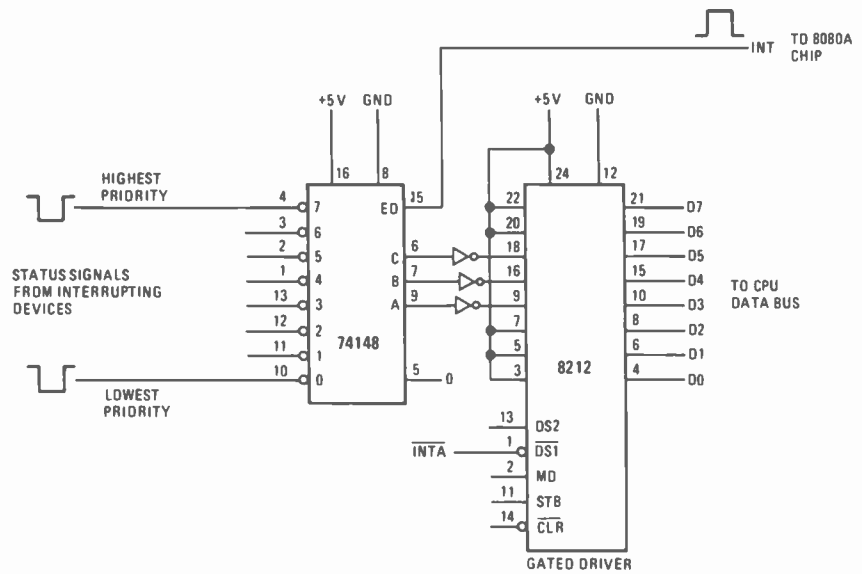 INT
TO 8080A
CHIP
+5V GND
+5V GND
HIGHEST
PRIORITY
16 8
24 12
4 7
EO 15
22
21 D7
3 6
20
19 D6
2 5
C 6
18
17 D5
STATUS SIGNALS
FROM INTERRUPTING
DEVICES
1 4
B 7
16
15 D4
TO CPU
DATA BUS
13 3
A 9
9
10 D3
12 2
7
8 D2
11 1
74148
5
6 D1
10 0
5 0
3
8212
4 D0
LOWEST
PRIORITY
13 DS2
INTA 1 DS1
2 MD
11 STB
14 CLR
GATED DRIVER